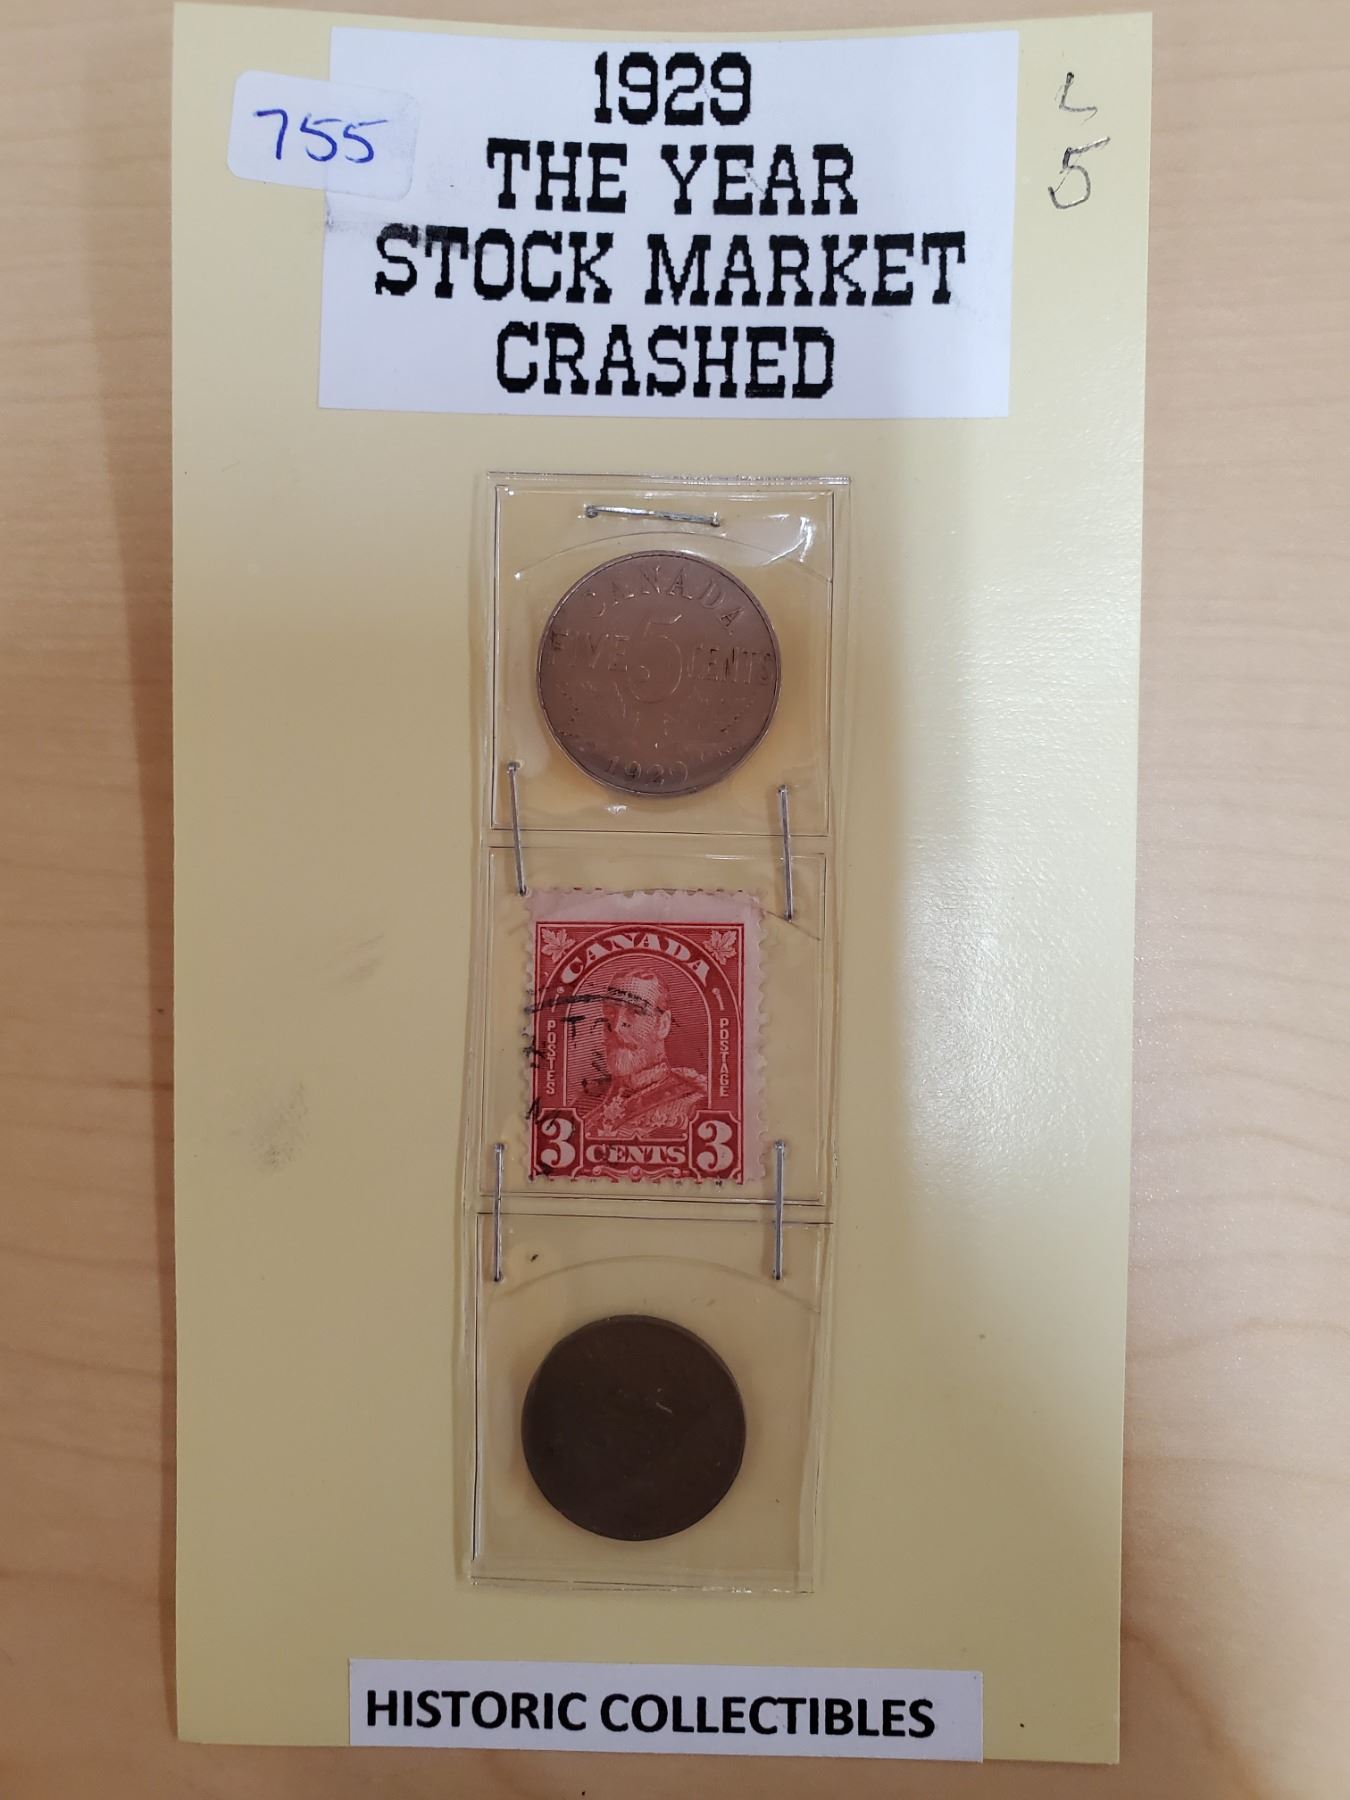 1929
THE YEAR
STOCK MARKET
CRASHED
755
L
5
CANADA
FIVE 5 CENTS
1929
CANADA
POSTES
POSTAGE
3 CENTS 3
HISTORIC COLLECTIBLES